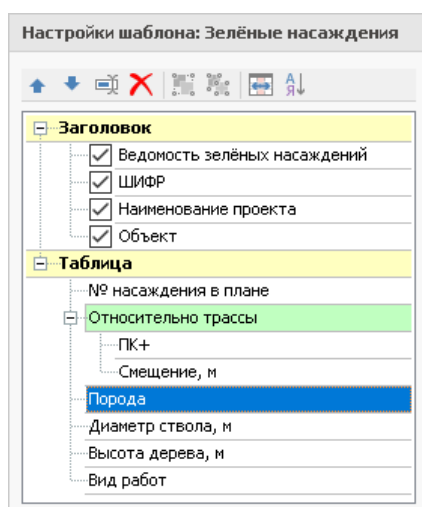 Настройки шаблона: Зелёные насаждения
А
Я
Заголовок
Ведомость зелёных насаждений
ШИФР
Наименование проекта
Объект
Таблица
№ насаждения в плане
Относительно трассы
ПК+
Смещение, м
Порода
Диаметр ствола, м
Высота дерева, м
Вид работ